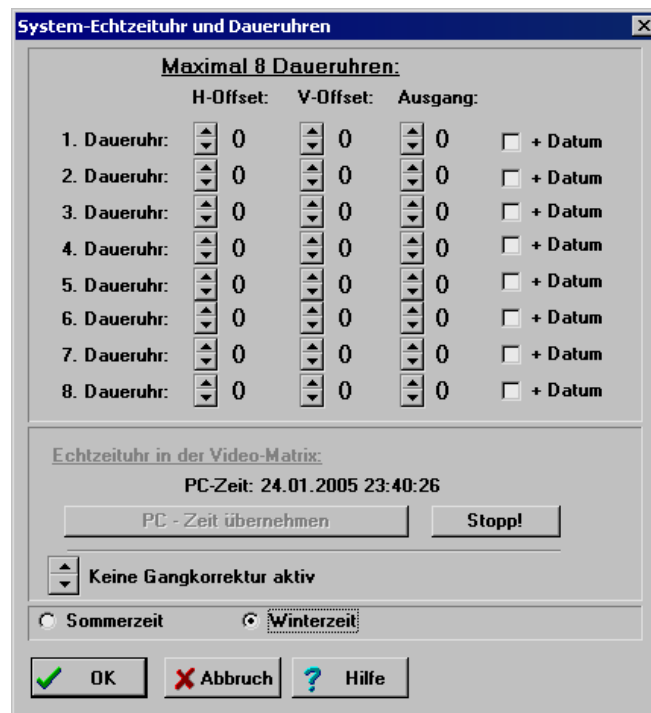 System-Echtzeituhr und Daueruhren
Maximal 8 Daueruhren:
H-Offset: V-Offset: Ausgang:
1. Daueruhr: 0 0 0 + Datum
2. Daueruhr: 0 0 0 + Datum
3. Daueruhr: 0 0 0 + Datum
4. Daueruhr: 0 0 0 + Datum
5. Daueruhr: 0 0 0 + Datum
6. Daueruhr: 0 0 0 + Datum
7. Daueruhr: 0 0 0 + Datum
8. Daueruhr: 0 0 0 + Datum
Echtzeituhr in der Video-Matrix:
PC-Zeit: 24.01.2005 23:40:26
PC - Zeit übernehmen Stopp!
Keine Gangkorrektur aktiv
Sommerzeit Winterzeit
OK Abbruch ? Hilfe